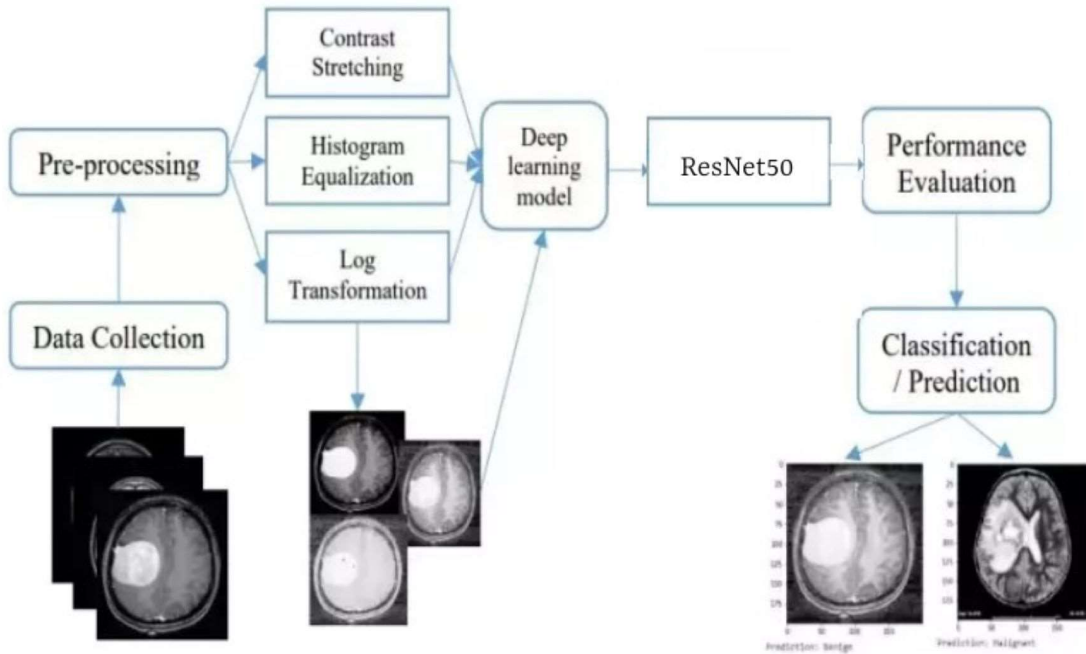 Contrast
Stretching
Pre-processing
Histogram
Equalization
Deep
learning
model
ResNet50
Performance
Evaluation
Log
Transformation
Data Collection
Classification
/ Prediction
Prediction: Benign
Prediction: Malignant